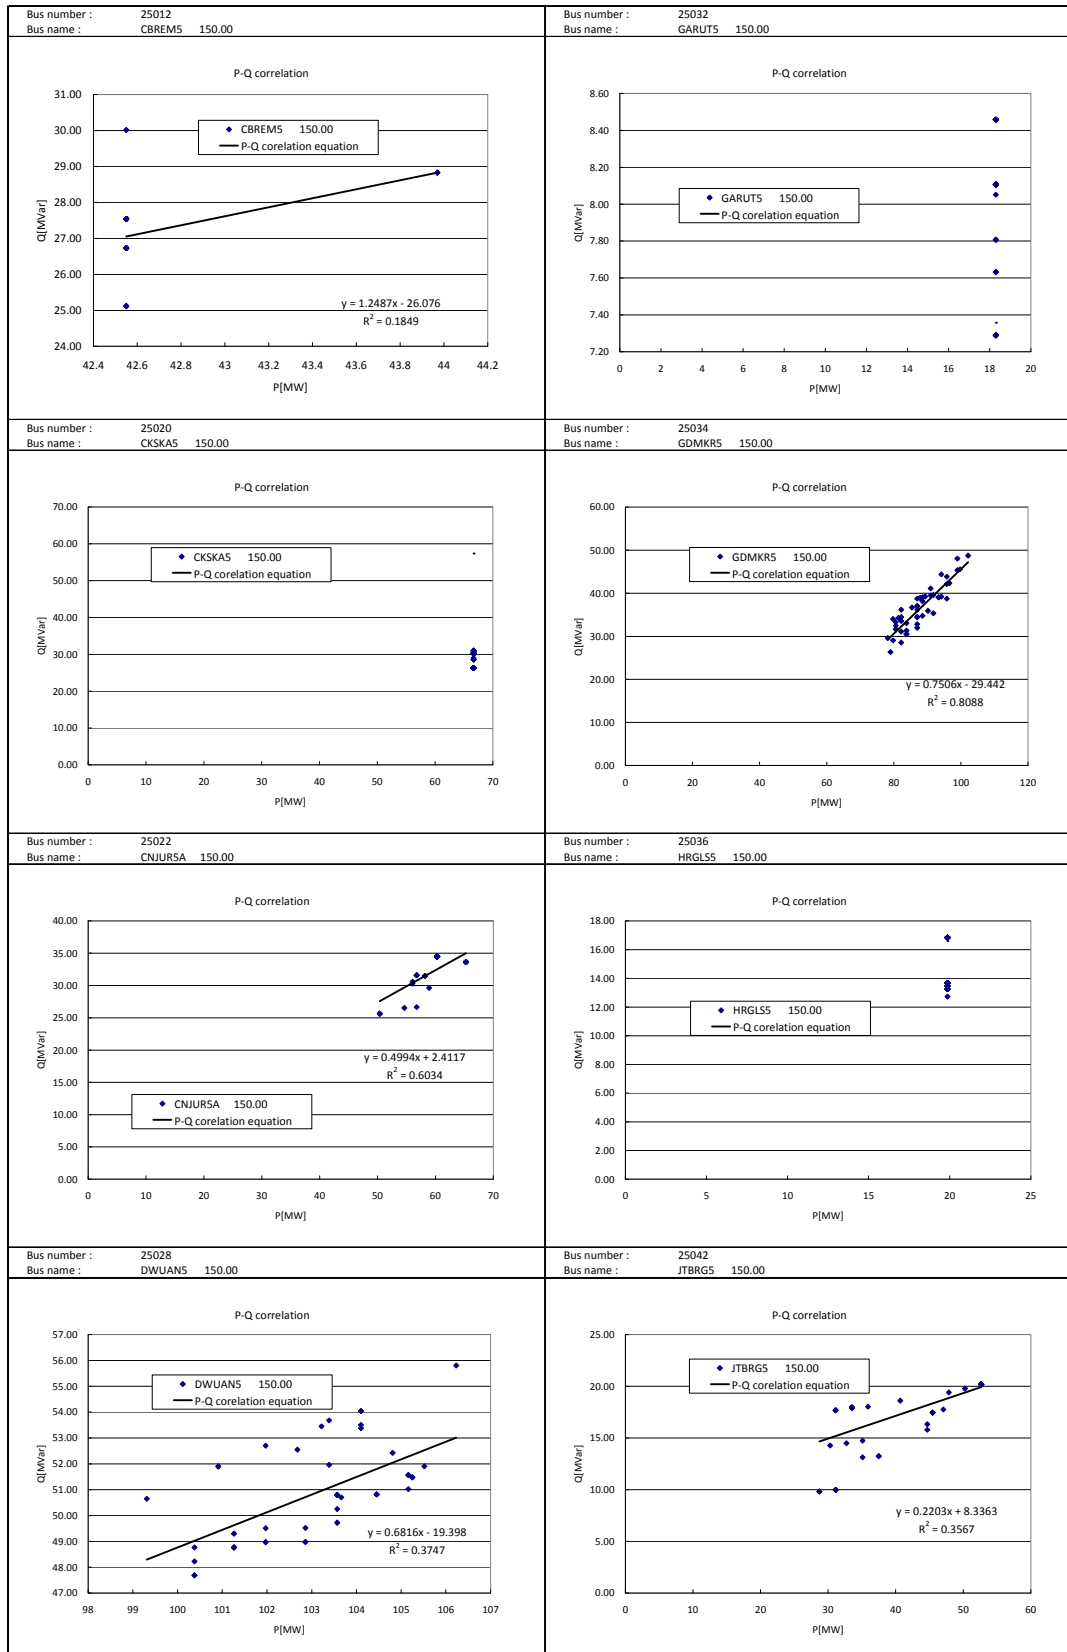 Bus number : 25012
Bus name : CBREM5 150.00
P-Q correlation
31.00
30.00
29.00
28.00
27.00
26.00
25.00
24.00
Q[MVar]
CBREM5 150.00
P-Q corelation equation
y = 1.2487x - 26.076
R2 = 0.1849
42.4 42.6 42.8 43 43.2 43.4 43.6 43.8 44 44.2
P[MW]
Bus number : 25032
Bus name : GARUT5 150.00
P-Q correlation
8.60
8.40
8.20
8.00
7.80
7.60
7.40
7.20
Q[MVar]
GARUT5 150.00
P-Q corelation equation
0 2 4 6 8 10 12 14 16 18 20
P[MW]
Bus number : 25020
Bus name : CKSKA5 150.00
P-Q correlation
70.00
60.00
50.00
40.00
30.00
20.00
10.00
0.00
Q[MVar]
CKSKA5 150.00
P-Q corelation equation
0 10 20 30 40 50 60 70
P[MW]
Bus number : 25034
Bus name : GDMKR5 150.00
P-Q correlation
60.00
50.00
40.00
30.00
20.00
10.00
0.00
Q[MVar]
GDMKR5 150.00
P-Q corelation equation
y = 0.7506x - 29.442
R2 = 0.8088
0 20 40 60 80 100 120
P[MW]
Bus number : 25022
Bus name : CNJUR5A 150.00
P-Q correlation
40.00
35.00
30.00
25.00
20.00
15.00
10.00
5.00
0.00
Q[MVar]
y = 0.4994x + 2.4117
R2 = 0.6034
CNJUR5A 150.00
P-Q corelation equation
0 10 20 30 40 50 60 70
P[MW]
Bus number : 25036
Bus name : HRGLS5 150.00
P-Q correlation
18.00
16.00
14.00
12.00
10.00
8.00
6.00
4.00
2.00
0.00
Q[MVar]
HRGLS5 150.00
P-Q corelation equation
0 5 10 15 20 25
P[MW]
Bus number : 25028
Bus name : DWUAN5 150.00
P-Q correlation
57.00
56.00
55.00
54.00
53.00
52.00
51.00
50.00
49.00
48.00
47.00
Q[MVar]
DWUAN5 150.00
P-Q corelation equation
y = 0.6816x - 19.398
R2 = 0.3747
98 99 100 101 102 103 104 105 106 107
P[MW]
Bus number : 25042
Bus name : JTBRG5 150.00
P-Q correlation
25.00
20.00
15.00
10.00
5.00
0.00
Q[MVar]
JTBRG5 150.00
P-Q corelation equation
y = 0.2203x + 8.3363
R2 = 0.3567
0 10 20 30 40 50 60
P[MW]